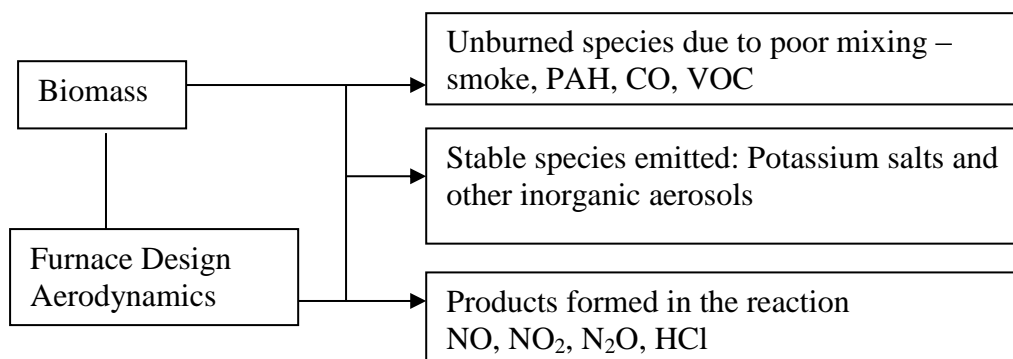 Biomass
Furnace Design
Aerodynamics
Unburned species due to poor mixing –
smoke, PAH, CO, VOC
Stable species emitted: Potassium salts and
other inorganic aerosols
Products formed in the reaction
NO, NO₂, N₂O, HCl